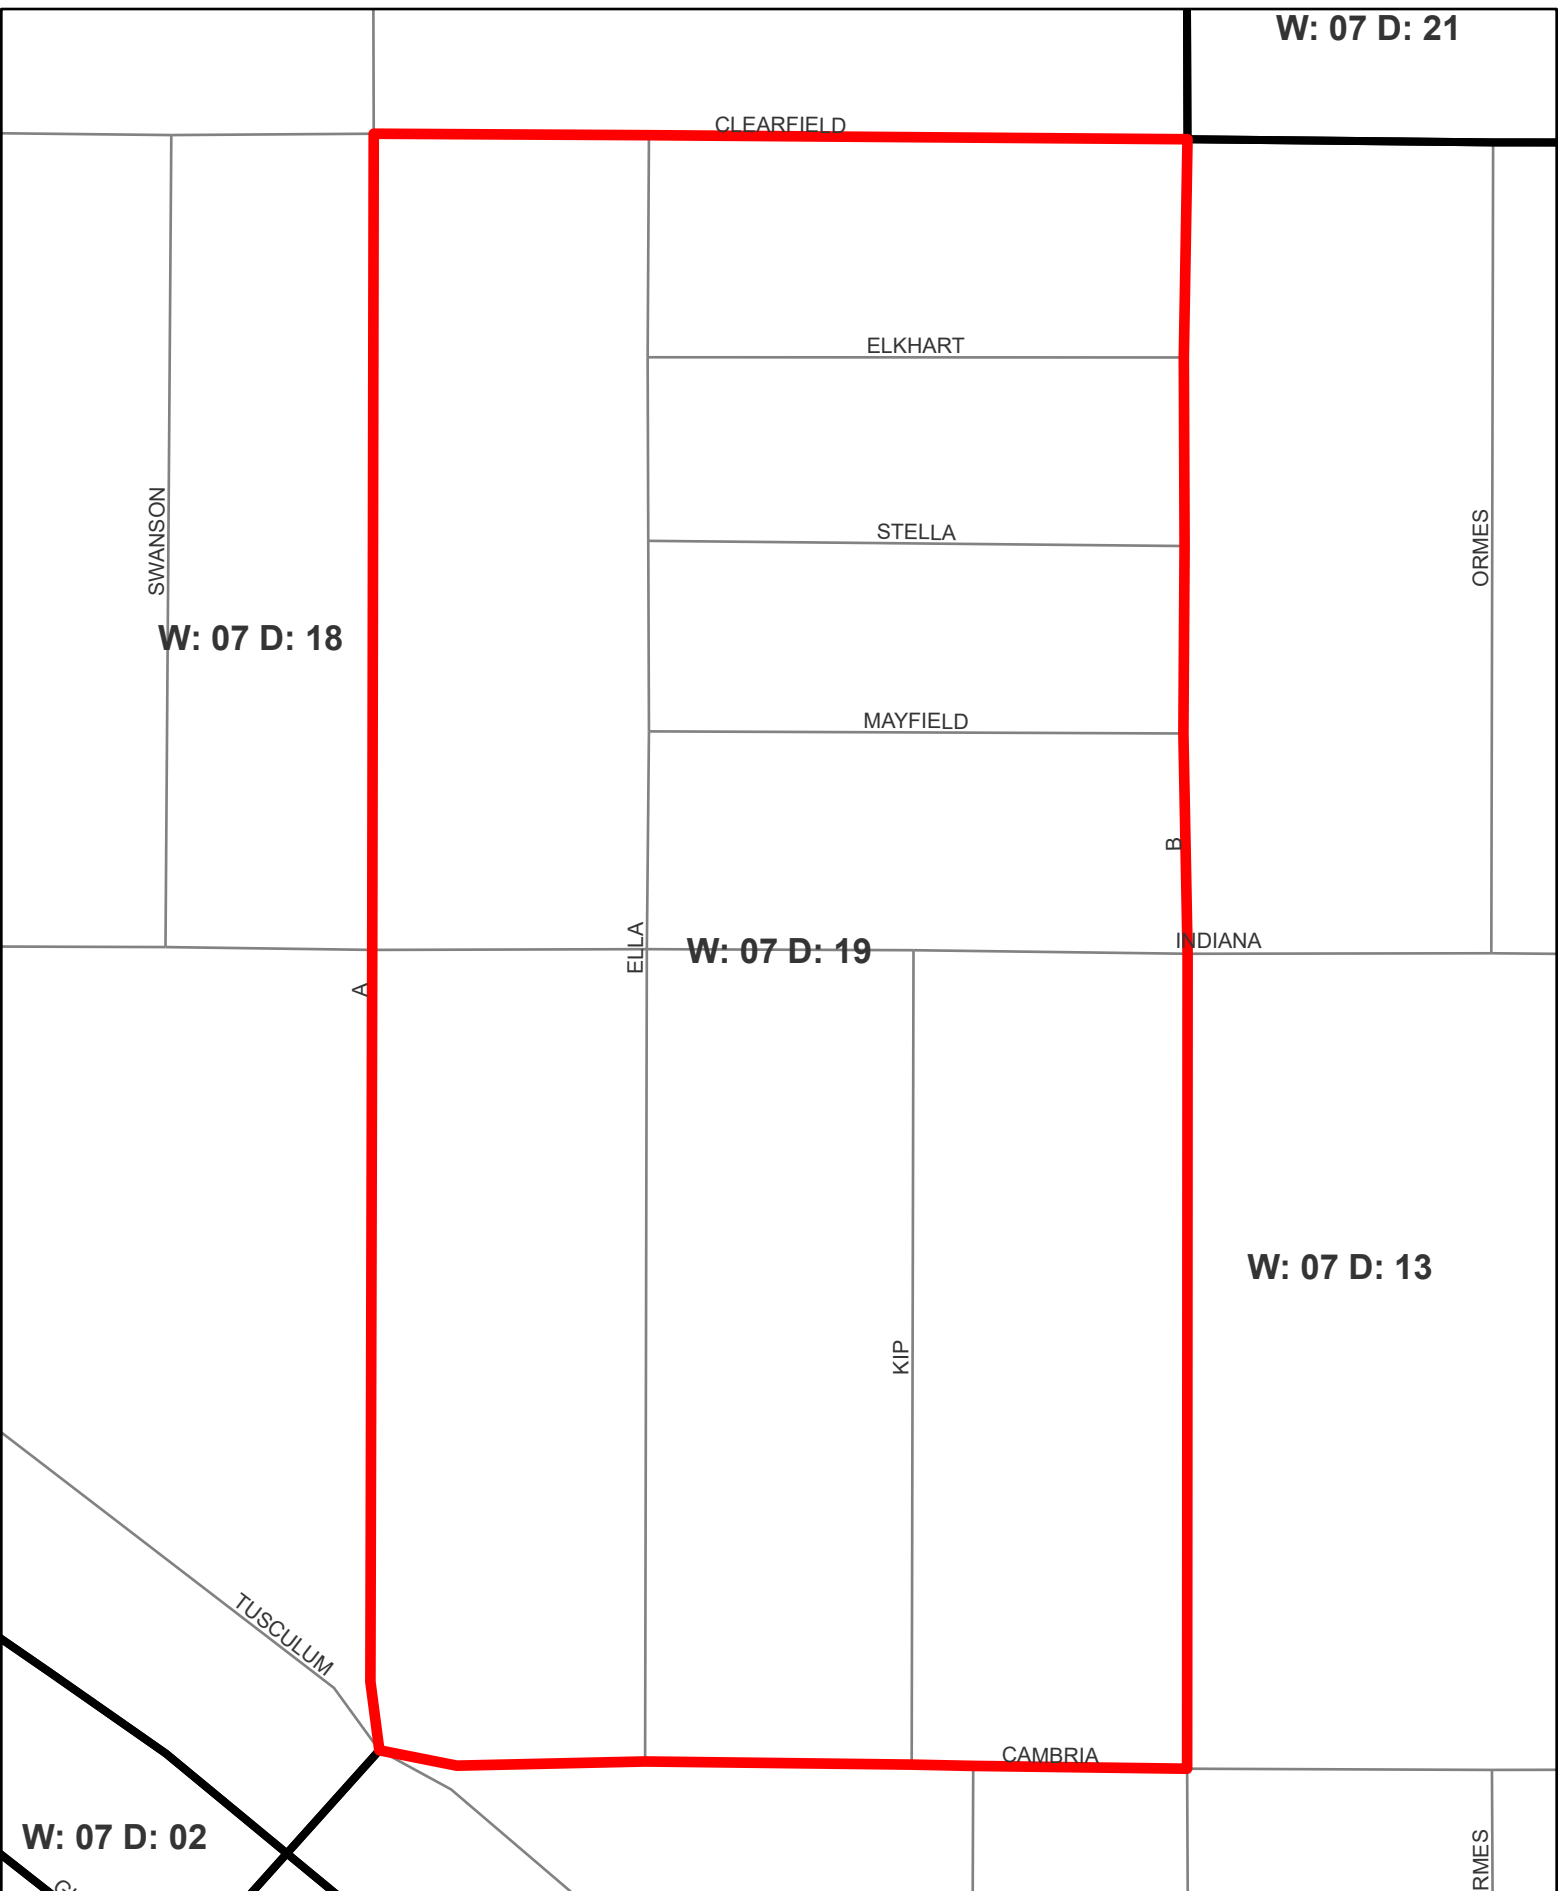 W: 07 D: 21
CLEARFIELD
ELKHART
SWANSON
STELLA
ORMES
W: 07 D: 18
MAYFIELD
B
ELLA
W: 07 D: 19
INDIANA
A
W: 07 D: 13
KIP
TUSCULUM
CAMBRIA
W: 07 D: 02
RMES